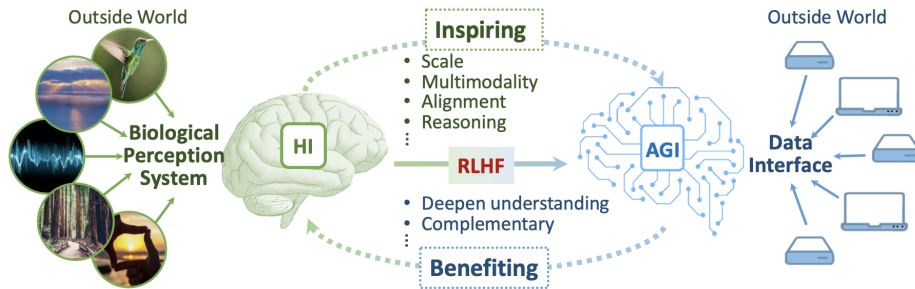 Outside World
Biological
Perception
System
HI
Inspiring
• Scale
• Multimodality
• Alignment
• Reasoning
RLHF
• Deepen understanding
• Complementary
Benefiting
AGI
Outside World
Data
Interface